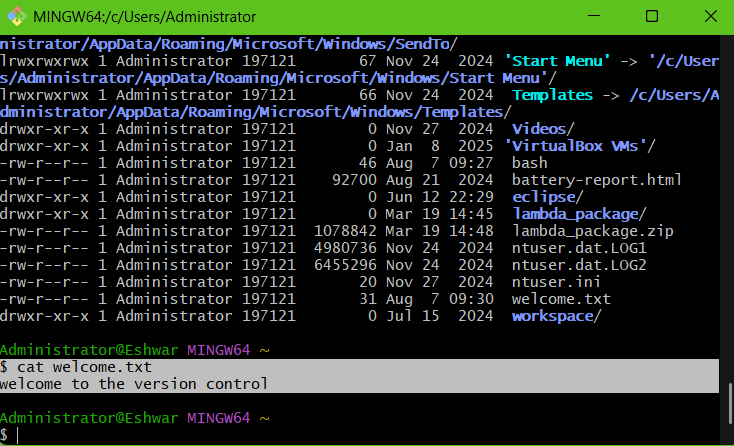 MINGW64:/c/Users/Administrator
nistrator/AppData/Roaming/Microsoft/Windows/SendTo/
lrwxrwxrwx 1 Administrator 197121      67 Nov 24  2024 'Start Menu' -> '/c/User
s/Administrator/AppData/Roaming/Microsoft/Windows/Start Menu'/
lrwxrwxrwx 1 Administrator 197121      66 Nov 24  2024  Templates -> /c/Users/A
dministrator/AppData/Roaming/Microsoft/Windows/Templates/
drwxr-xr-x 1 Administrator 197121       0 Nov 27  2024  Videos/
drwxr-xr-x 1 Administrator 197121       0 Jan  8  2025 'VirtualBox VMs'/
-rw-r--r-- 1 Administrator 197121      46 Aug  7 09:27  bash
-rw-r--r-- 1 Administrator 197121   92700 Aug 21  2024  battery-report.html
drwxr-xr-x 1 Administrator 197121       0 Jun 12 22:29  eclipse/
drwxr-xr-x 1 Administrator 197121       0 Mar 19 14:45  lambda_package/
-rw-r--r-- 1 Administrator 197121 1078842 Mar 19 14:48  lambda_package.zip
-rw-r--r-- 1 Administrator 197121 4980736 Nov 24  2024  ntuser.dat.LOG1
-rw-r--r-- 1 Administrator 197121 6455296 Nov 24  2024  ntuser.dat.LOG2
-rw-r--r-- 1 Administrator 197121      20 Nov 27  2024  ntuser.ini
-rw-r--r-- 1 Administrator 197121      31 Aug  7 09:30  welcome.txt
drwxr-xr-x 1 Administrator 197121       0 Jul 15  2024  workspace/
Administrator@Eshwar MINGW64 ~
$ cat welcome.txt
welcome to the version control
Administrator@Eshwar MINGW64 ~
$